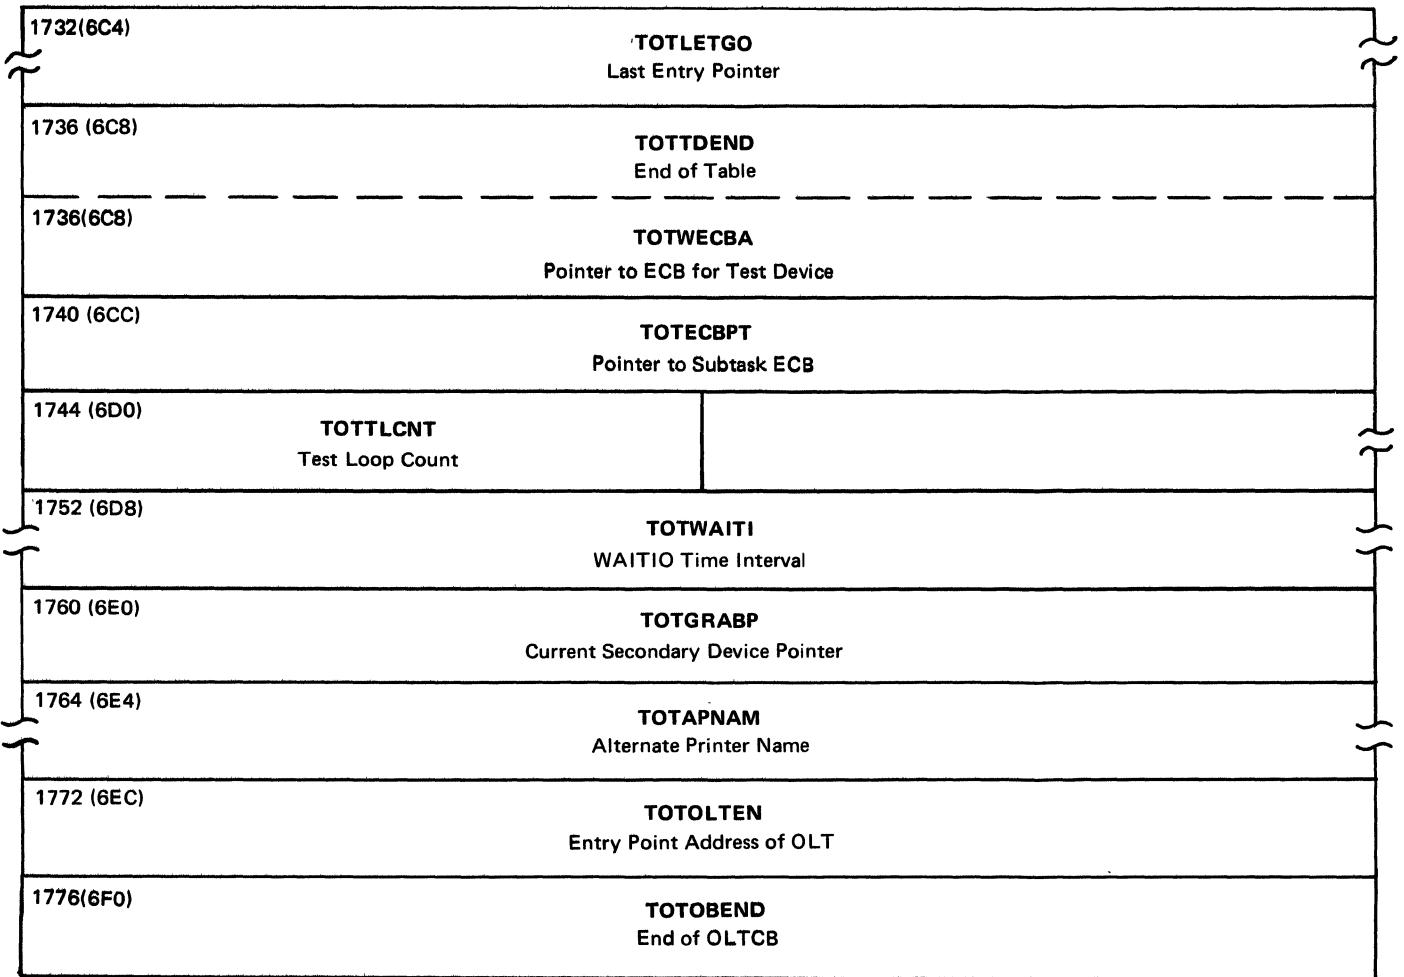 1732(6C4)
TOTLETGO
Last Entry Pointer
1736 (6C8)
TOTTDEND
End of Table
1736(6C8)
TOTWECBA
Pointer to ECB for Test Device
1740 (6CC)
TOTECBPT
Pointer to Subtask ECB
1744 (6D0)
TOTTLCNT
Test Loop Count
1752 (6D8)
TOTWAITI
WAITIO Time Interval
1760 (6E0)
TOTGRABP
Current Secondary Device Pointer
1764 (6E4)
TOTAPNAM
Alternate Printer Name
1772 (6EC)
TOTOLTEN
Entry Point Address of OLT
1776(6F0)
TOTOBEND
End of OLTCB